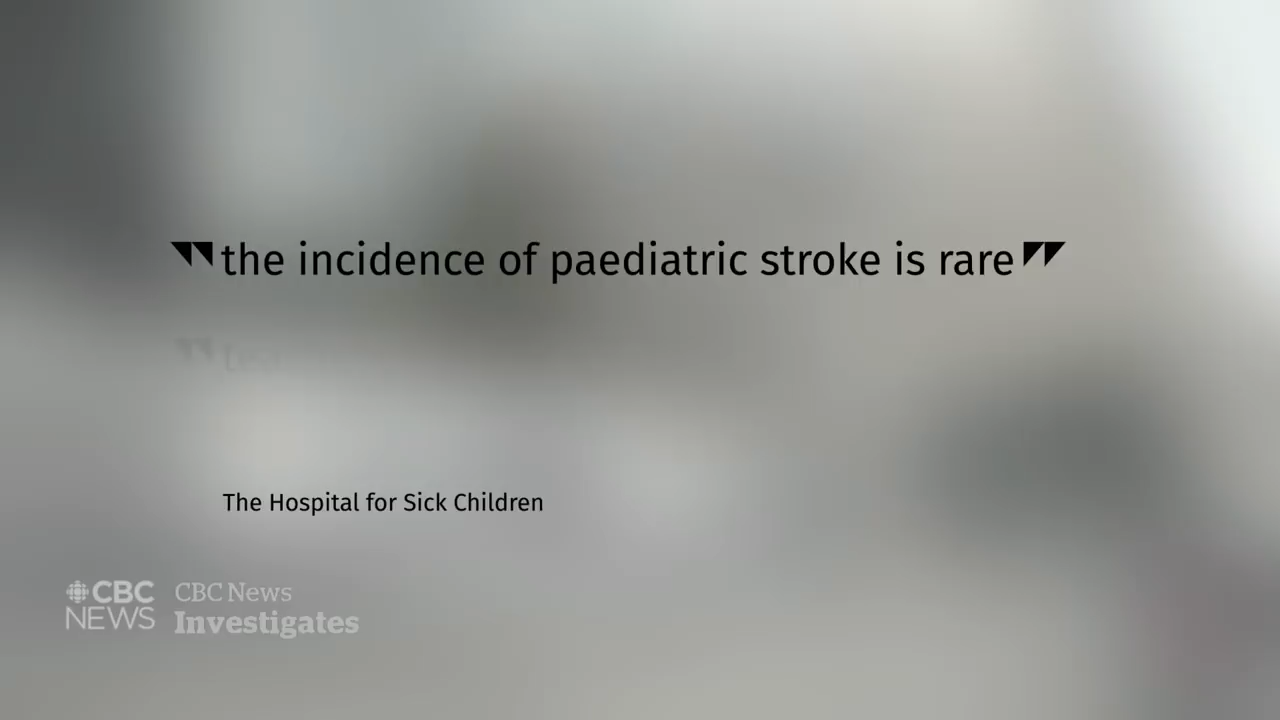 "the incidence of paediatric stroke is rare"
The Hospital for Sick Children
CBC NEWS
CBC News Investigates